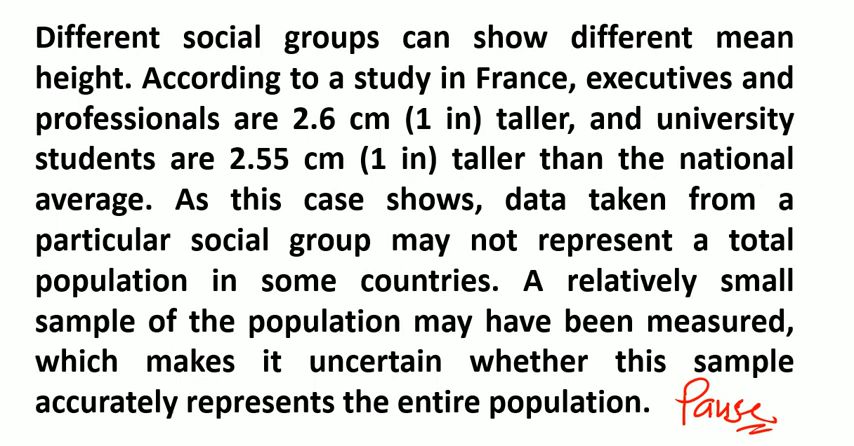 Different social groups can show different mean
height. According to a study in France, executives and
professionals are 2.6 cm (1 in) taller, and university
students are 2.55 cm (1 in) taller than the national
average. As this case shows, data taken from a
particular social group may not represent a total
population in some countries. A relatively small
sample of the population may have been measured,
which makes it uncertain whether this sample
accurately represents the entire population. Pause